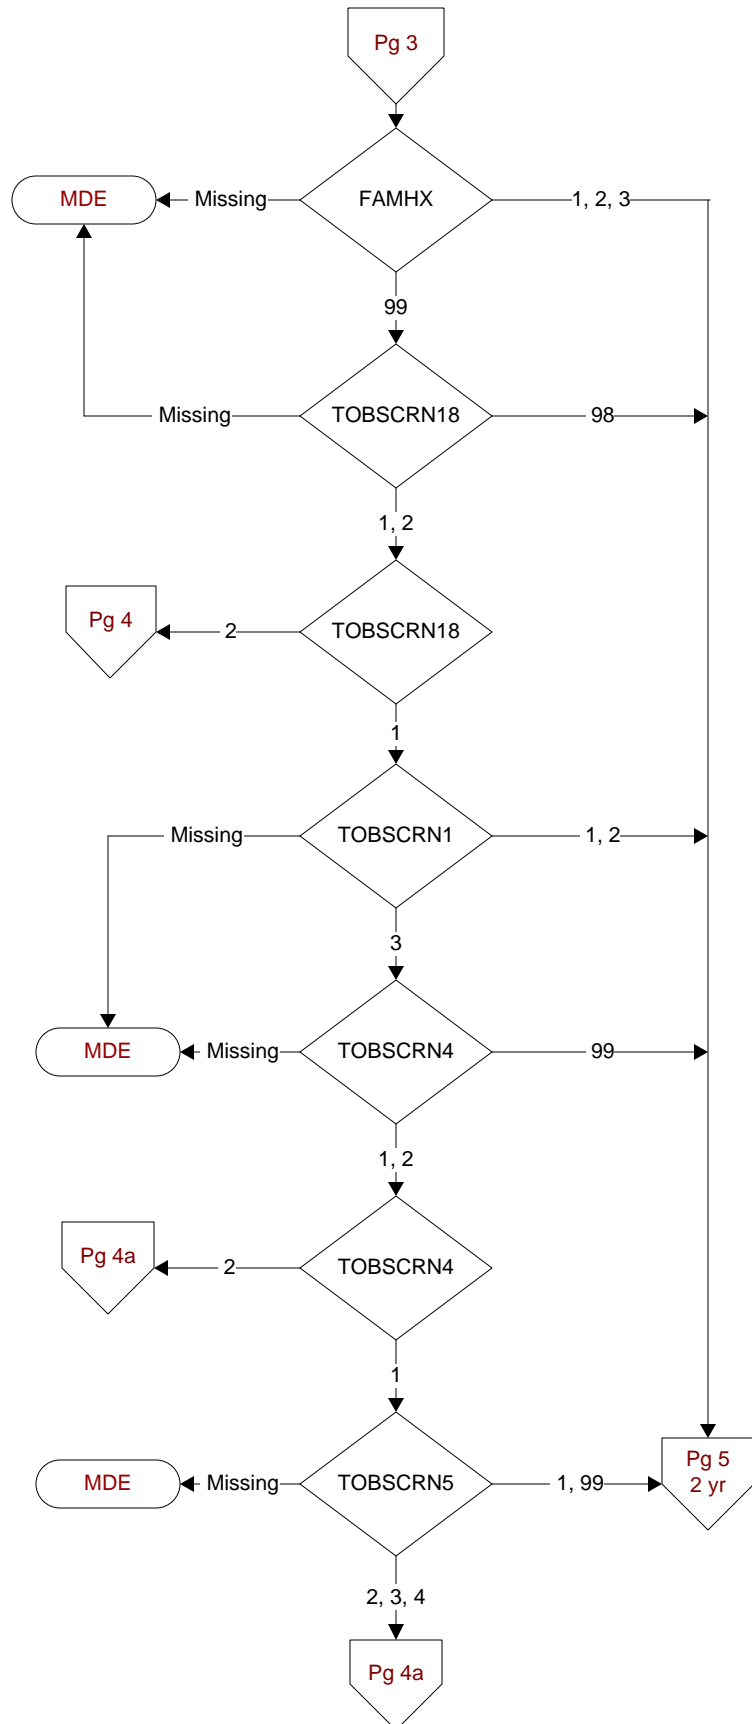 Pg 3
MDE
Missing
FAMHX
1, 2, 3
99
Missing
TOBSCRN18
98
1, 2
Pg 4
2
TOBSCRN18
1
Missing
TOBSCRN1
1, 2
3
MDE
Missing
TOBSCRN4
99
1, 2
Pg 4a
2
TOBSCRN4
1
MDE
Missing
TOBSCRN5
1, 99
Pg 5
2 yr
2, 3, 4
Pg 4a